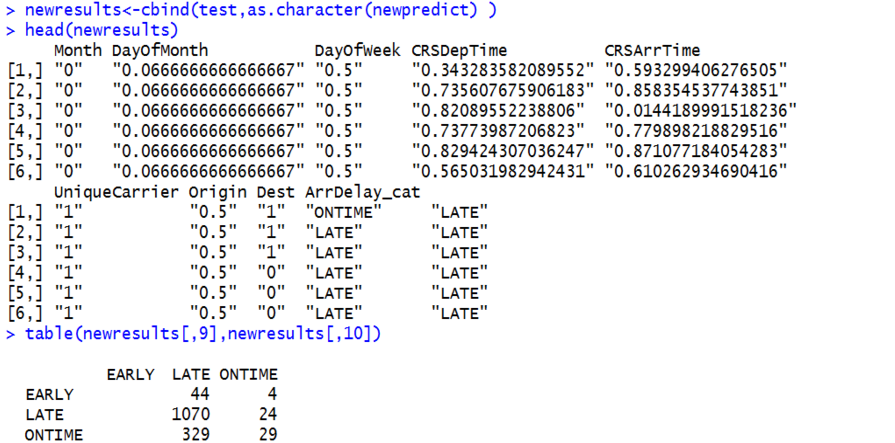 > newresults<-cbind(test,as.character(newpredict) )
> head(newresults)
Month DayOfMonth DayOfWeek CRSDepTime CRSArrTime
[1,] "0" "0.0666666666666667" "0.5" "0.343283582089552" "0.593299406276505"
[2,] "0" "0.0666666666666667" "0.5" "0.735607675906183" "0.858354537743851"
[3,] "0" "0.0666666666666667" "0.5" "0.82089552238806" "0.0144189991518236"
[4,] "0" "0.0666666666666667" "0.5" "0.73773987206823" "0.779898218829516"
[5,] "0" "0.0666666666666667" "0.5" "0.829424307036247" "0.871077184054283"
[6,] "0" "0.0666666666666667" "0.5" "0.565031982942431" "0.610262934690416"
UniqueCarrier Origin Dest ArrDelay_cat
[1,] "1" "0.5" "1" "ONTIME" "LATE"
[2,] "1" "0.5" "1" "LATE" "LATE"
[3,] "1" "0.5" "1" "LATE" "LATE"
[4,] "1" "0.5" "0" "LATE" "LATE"
[5,] "1" "0.5" "0" "LATE" "LATE"
[6,] "1" "0.5" "0" "LATE" "LATE"
> table(newresults[,9],newresults[,10])
EARLY LATE ONTIME
EARLY 44 4
LATE 1070 24
ONTIME 329 29